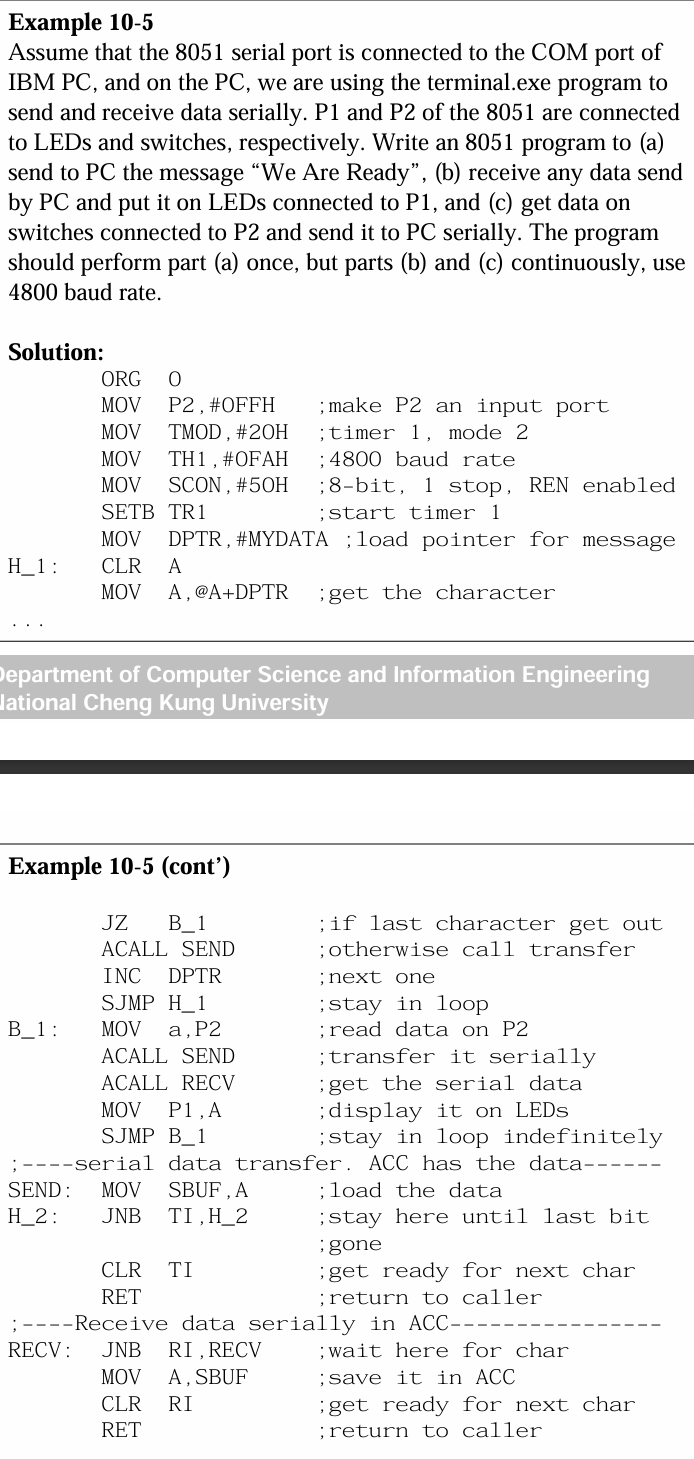 Example 10-5
Assume that the 8051 serial port is connected to the COM port of
IBM PC, and on the PC, we are using the terminal.exe program to
send and receive data serially. P1 and P2 of the 8051 are connected
to LEDs and switches, respectively. Write an 8051 program to (a)
send to PC the message “We Are Ready”, (b) receive any data send
by PC and put it on LEDs connected to P1, and (c) get data on
switches connected to P2 and send it to PC serially. The program
should perform part (a) once, but parts (b) and (c) continuously, use
4800 baud rate.
Solution:
ORG 0
MOV P2,#0FFH ;make P2 an input port
MOV TMOD,#20H ;timer 1, mode 2
MOV TH1,#0FAH ;4800 baud rate
MOV SCON,#50H ;8-bit, 1 stop, REN enabled
SETB TR1 ;start timer 1
MOV DPTR,#MYDATA ;load pointer for message
H_1: CLR A
MOV A,@A+DPTR ;get the character
...
Department of Computer Science and Information Engineering
National Cheng Kung University
Example 10-5 (cont’)
JZ B_1 ;if last character get out
ACALL SEND ;otherwise call transfer
INC DPTR ;next one
SJMP H_1 ;stay in loop
B_1: MOV a,P2 ;read data on P2
ACALL SEND ;transfer it serially
ACALL RECV ;get the serial data
MOV P1,A ;display it on LEDs
SJMP B_1 ;stay in loop indefinitely
;----serial data transfer. ACC has the data------
SEND: MOV SBUF,A ;load the data
H_2: JNB TI,H_2 ;stay here until last bit
;gone
CLR TI ;get ready for next char
RET ;return to caller
;----Receive data serially in ACC----------------
RECV: JNB RI,RECV ;wait here for char
MOV A,SBUF ;save it in ACC
CLR RI ;get ready for next char
RET ;return to caller